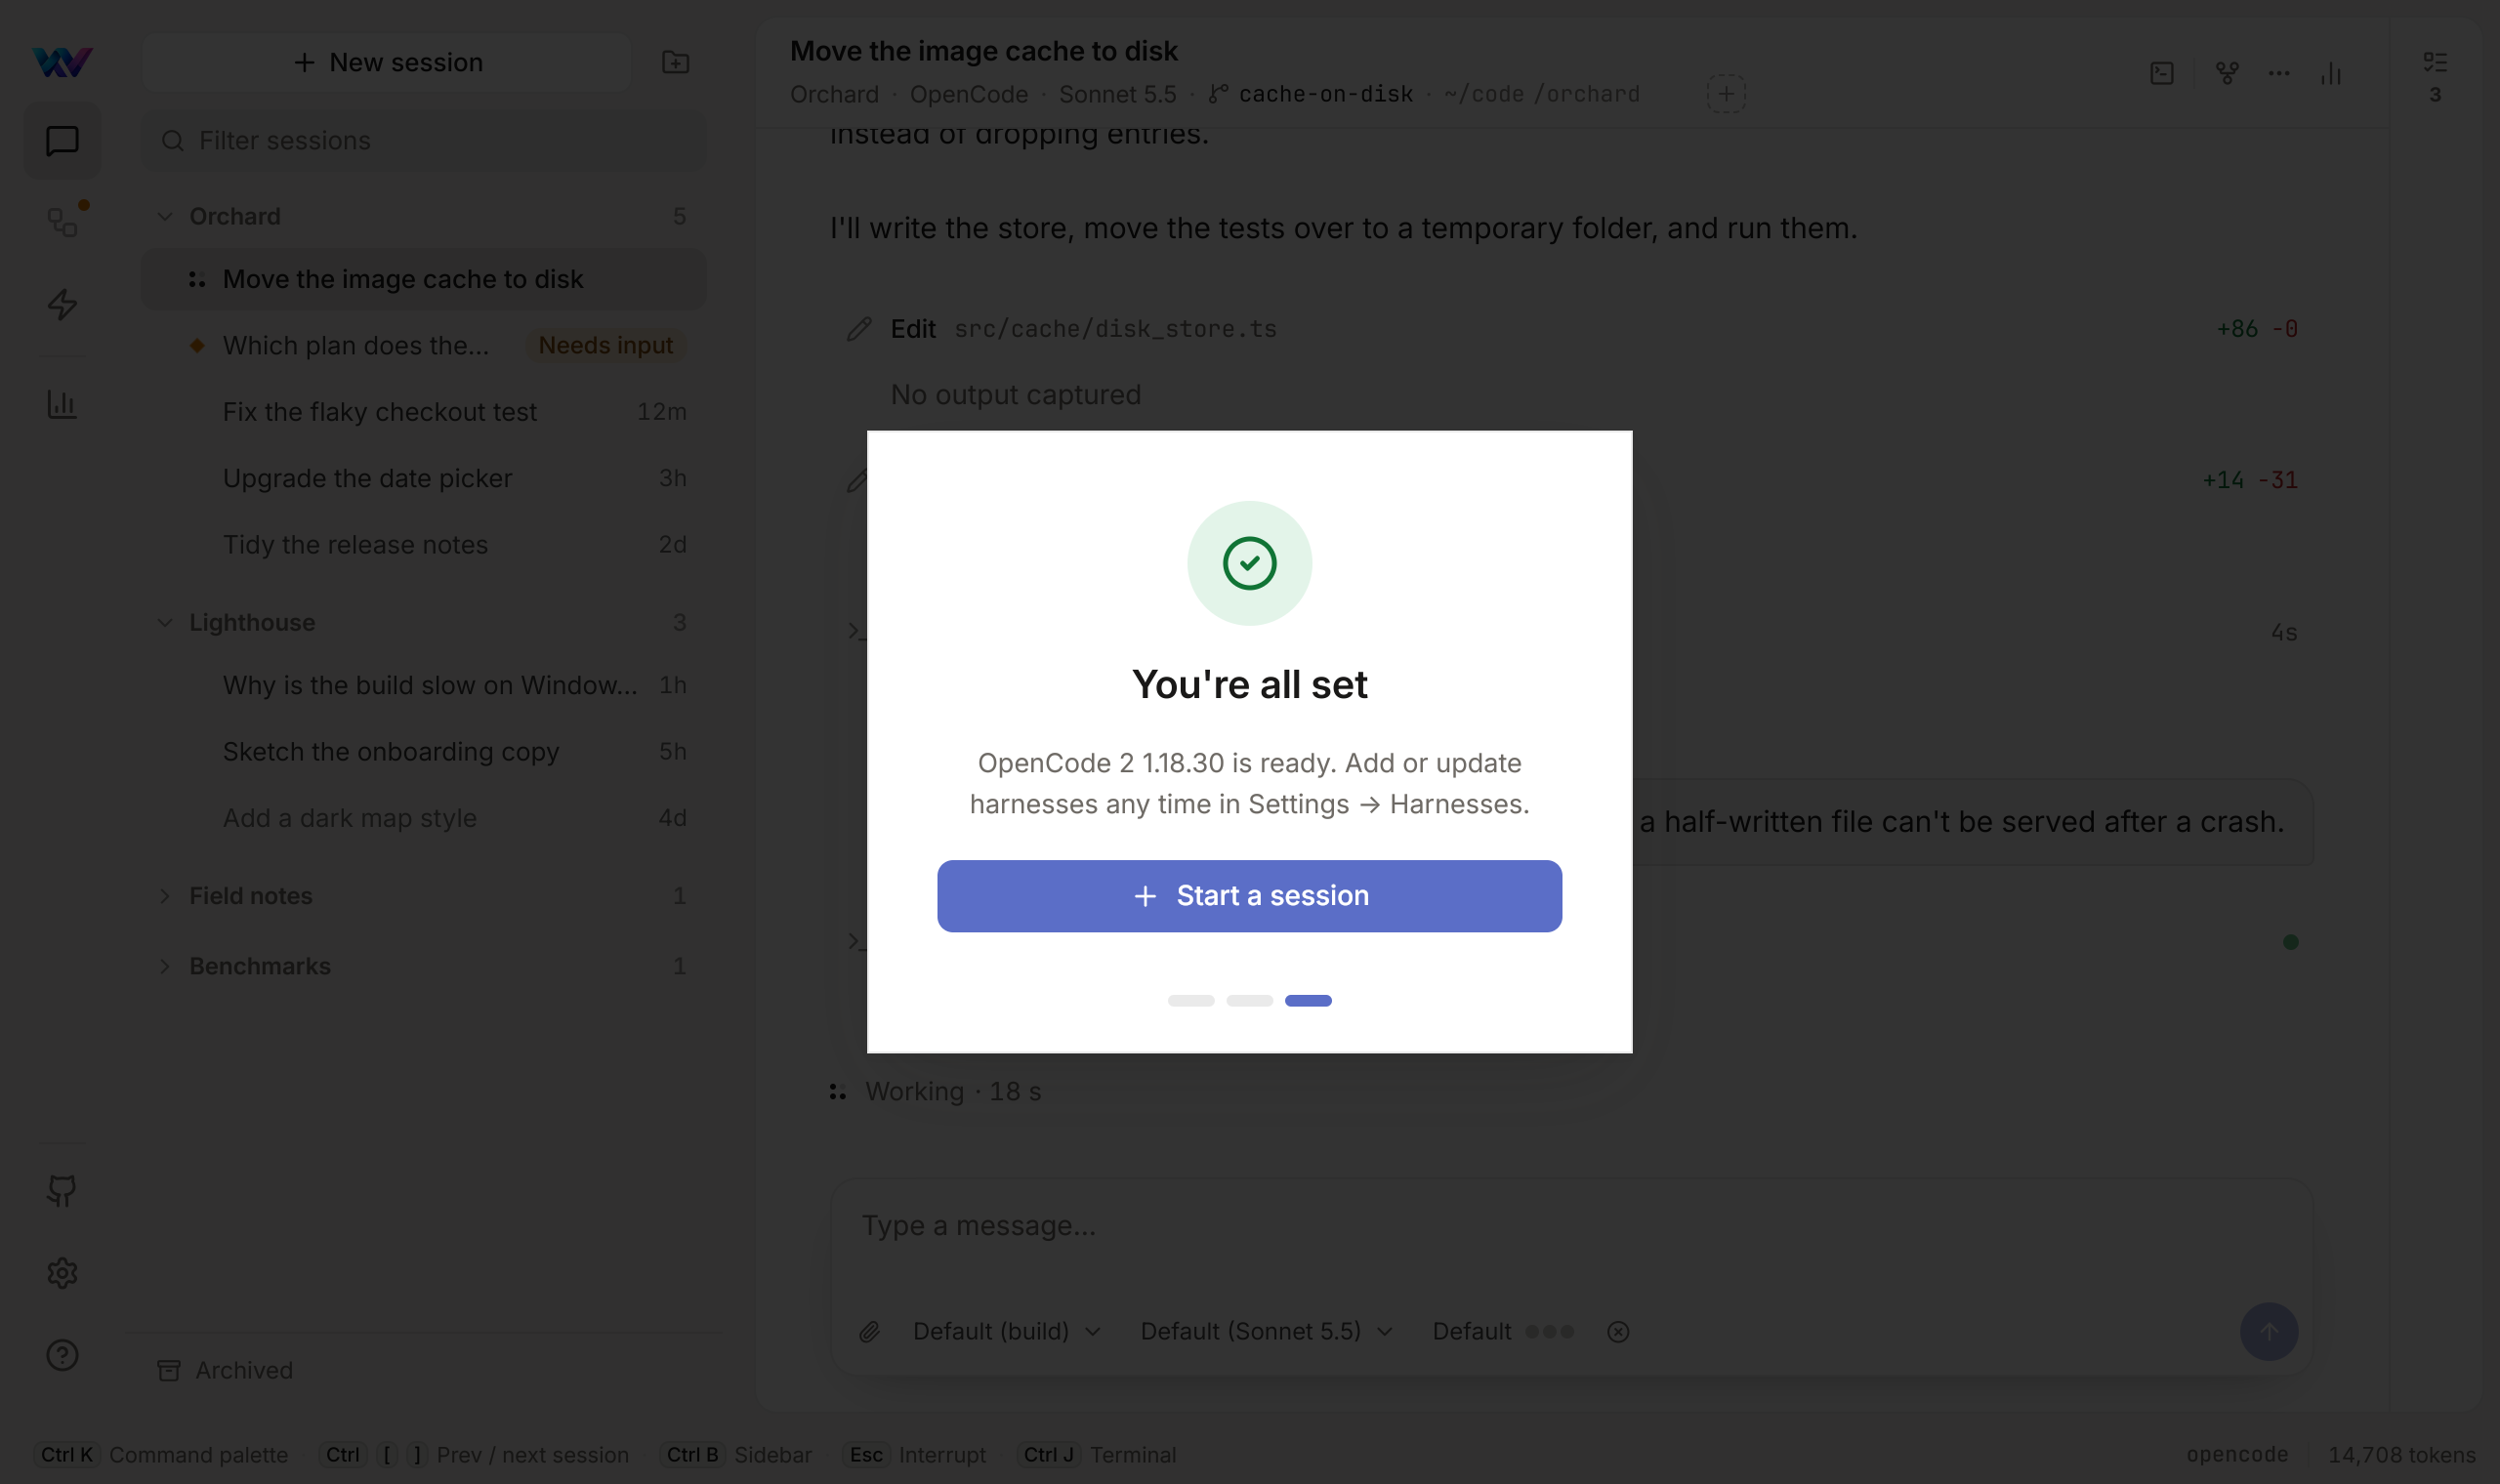 New session
Filter sessions
Orchard 5
Move the image cache to disk
Which plan does the... Needs input
Fix the flaky checkout test 12m
Upgrade the date picker 3h
Tidy the release notes 2d
Lighthouse 3
Why is the build slow on Window... 1h
Sketch the onboarding copy 5h
Add a dark map style 4d
Field notes 1
Benchmarks 1
Archived
Move the image cache to disk
Orchard · OpenCode · Sonnet 5.5 · cache-on-disk · ~/code/orchard
3
instead of dropping entries.
I'll write the store, move the tests over to a temporary folder, and run them.
Edit src/cache/disk_store.ts +86 -0
No output captured
+14 -31
4s
a half-written file can't be served after a crash.
You're all set
OpenCode 2 1.18.30 is ready. Add or update
harnesses any time in Settings → Harnesses.
Start a session
Working · 18 s
Type a message...
Default (build) Default (Sonnet 5.5) Default
Ctrl K Command palette Ctrl [ ] Prev / next session Ctrl B Sidebar Esc Interrupt Ctrl J Terminal
opencode 14,708 tokens